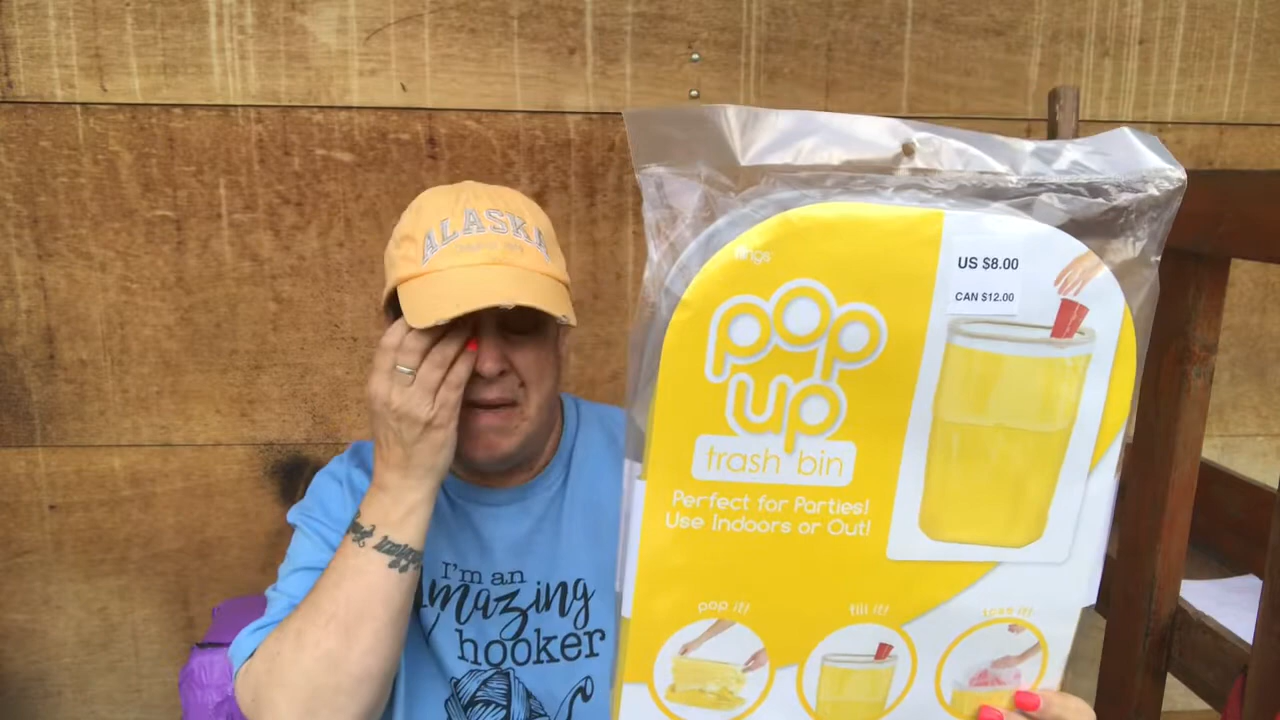 ALASKA
I'm an
amazing
hooker
flings
US $8.00
CAN $12.00
pop
up
trash bin
Perfect for Parties!
Use Indoors or Out!
pop it!
fill it!
toss it!